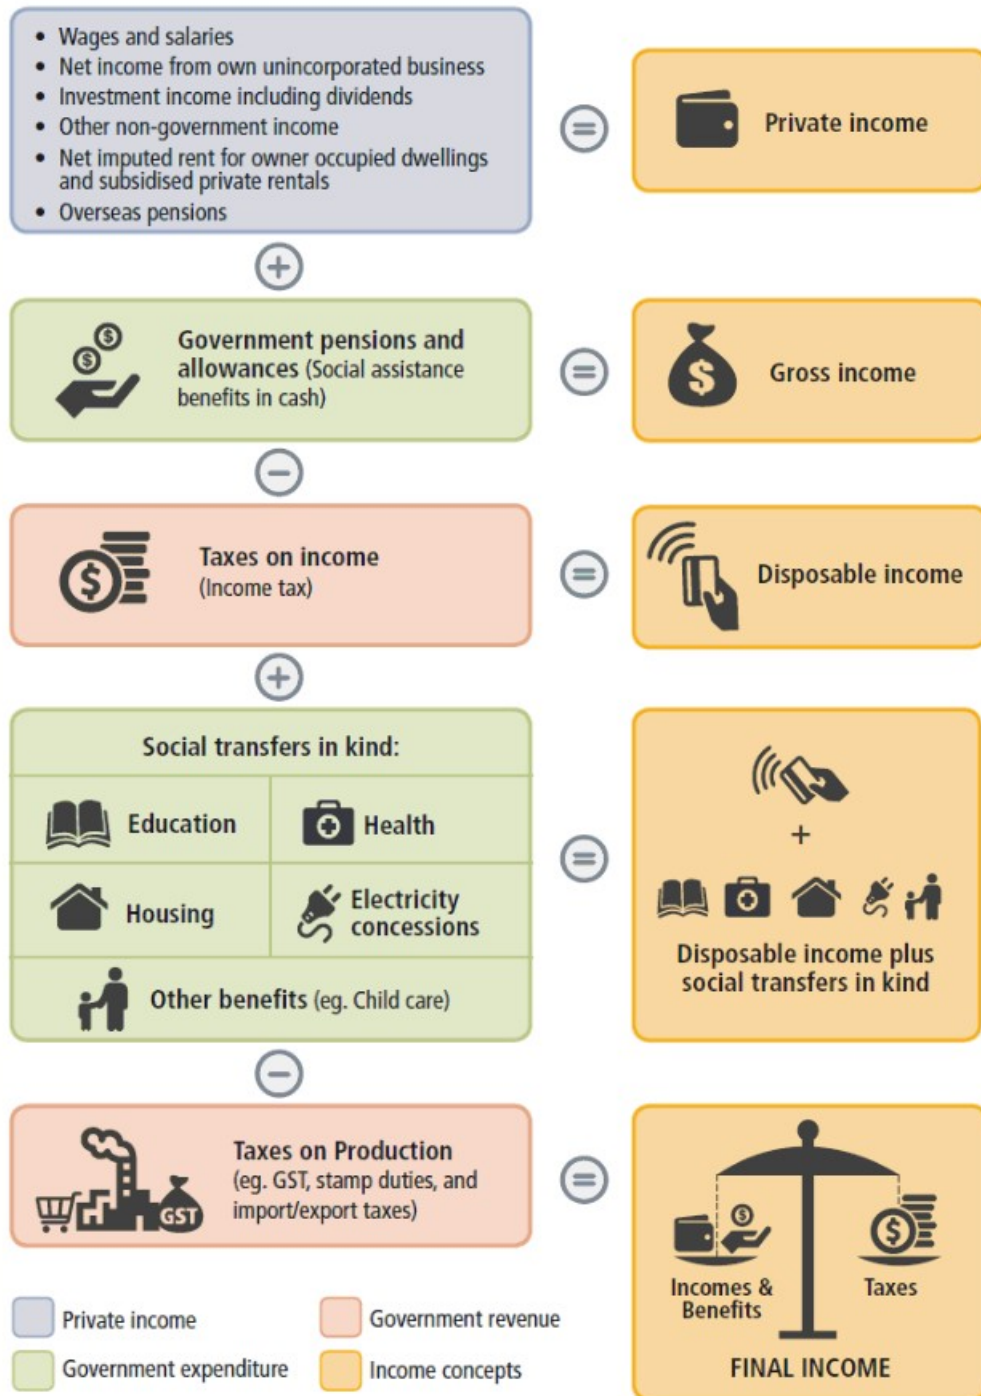 • Wages and salaries
• Net income from own unincorporated business
• Investment income including dividends
• Other non-government income
• Net imputed rent for owner occupied dwellings
and subsidised private rentals
• Overseas pensions
=
Private income
+
$
$
Government pensions and
allowances (Social assistance
benefits in cash)
=
$
Gross income
−
$
Taxes on income
(Income tax)
=
Disposable income
+
Social transfers in kind:
Education
Health
Housing
Electricity
concessions
Other benefits (eg. Child care)
=
+
Disposable income plus
social transfers in kind
−
GST
Taxes on Production
(eg. GST, stamp duties, and
import/export taxes)
=
$
$
Incomes &
Benefits
Taxes
FINAL INCOME
Private income
Government revenue
Government expenditure
Income concepts